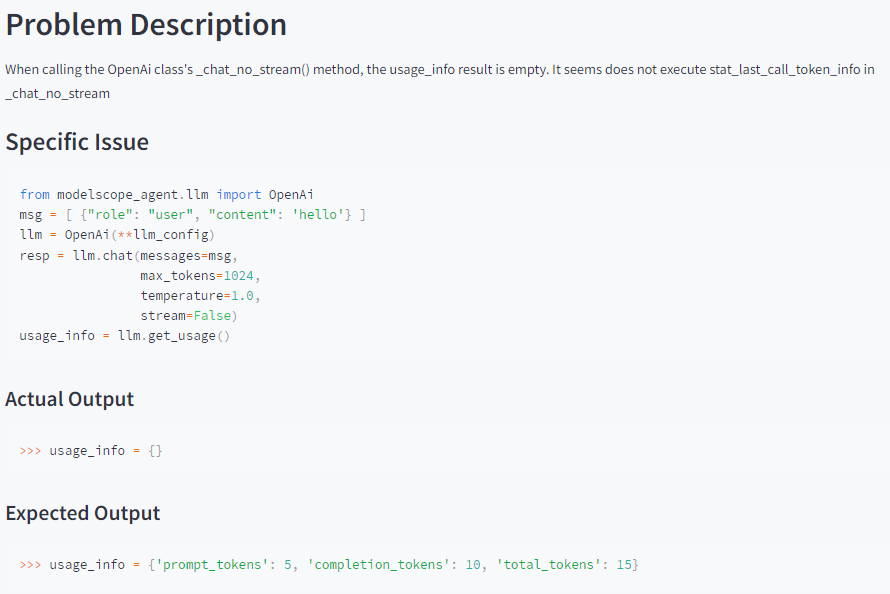 Problem Description
When calling the OpenAi class's _chat_no_stream() method, the usage_info result is empty. It seems does not execute stat_last_call_token_info in
_chat_no_stream
Specific Issue
from modelscope_agent.llm import OpenAi
msg = [ {"role": "user", "content": 'hello'} ]
llm = OpenAi(**llm_config)
resp = llm.chat(messages=msg,
                max_tokens=1024,
                temperature=1.0,
                stream=False)
usage_info = llm.get_usage()
Actual Output
>>> usage_info = {}
Expected Output
>>> usage_info = {'prompt_tokens': 5, 'completion_tokens': 10, 'total_tokens': 15}